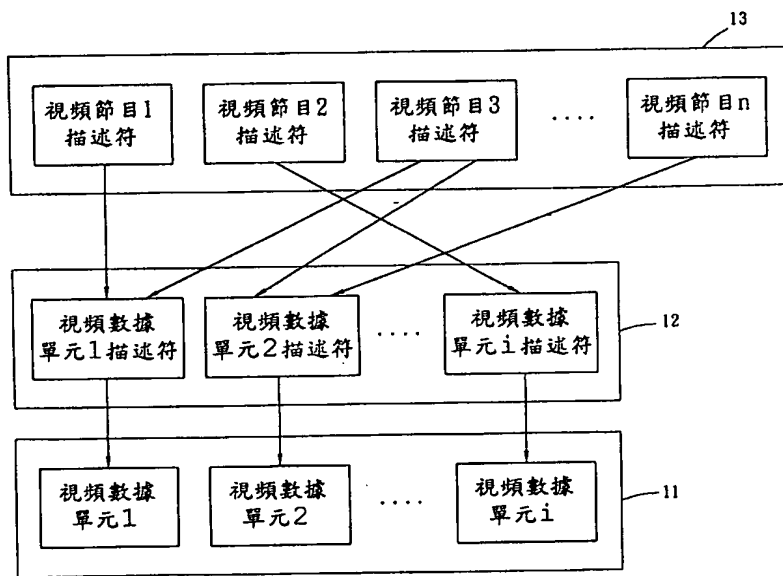 13
視頻節目1
描述符
視頻節目2
描述符
視頻節目3
描述符
....
視頻節目n
描述符
視頻數據
單元1描述符
視頻數據
單元2描述符
....
視頻數據
單元i描述符
12
視頻數據
單元1
視頻數據
單元2
....
視頻數據
單元i
11